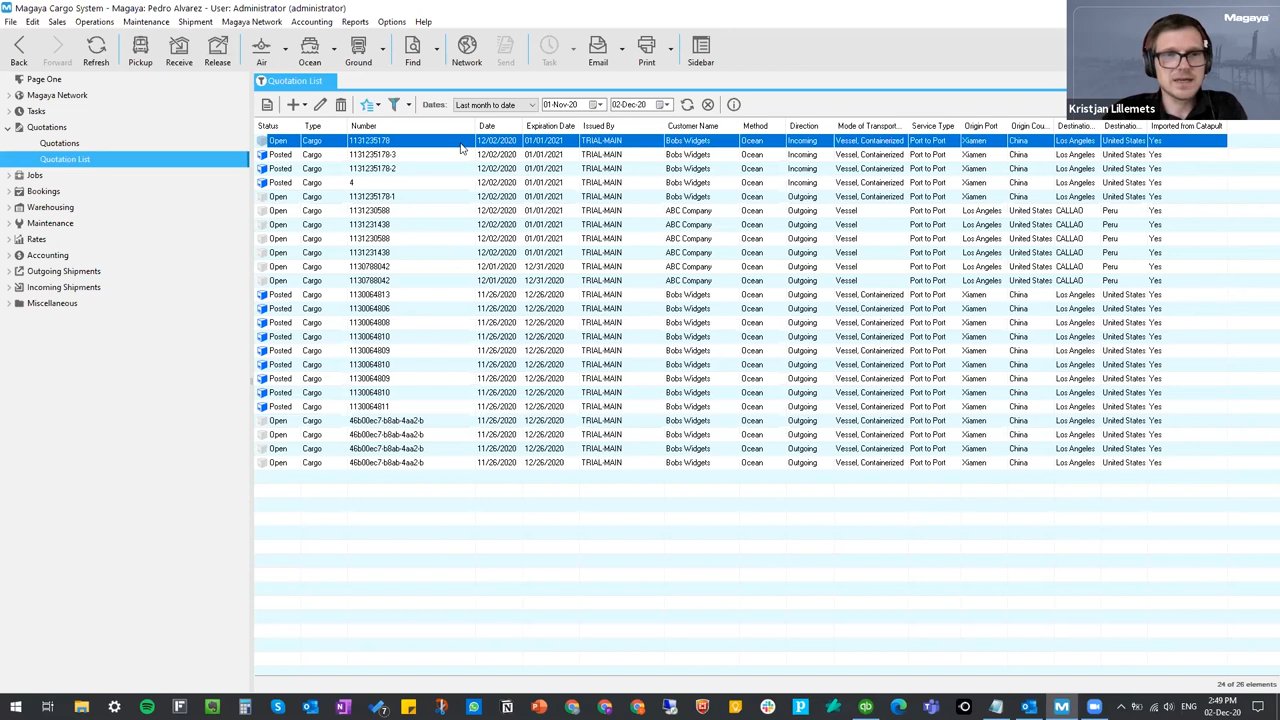 Magaya Cargo System - Magaya: Pedro Alvarez - User: Administrator (administrator)
File Edit Sales Operations Maintenance Shipment Magaya Network Accounting Reports Options Help
Magaya
Back Forward Refresh Pickup Receive Release Air Ocean Ground Find Network Send Task Email Print Sidebar
Kristjan Lillemets
Page One
Magaya Network
Tasks
Quotations
Quotations
Quotation List
Jobs
Bookings
Warehousing
Maintenance
Rates
Accounting
Outgoing Shipments
Incoming Shipments
Miscellaneous
Quotation List
Dates: Last month to date 01-Nov-20 02-Dec-20
Status Type Number Date Expiration Date Issued By Customer Name Method Direction Mode of Transport... Service Type Origin Port Origin Cou... Destinatio... Destinatio... Imported from Catapult
Open Cargo 1131235178 12/02/2020 01/01/2021 TRIAL-MAIN Bobs Widgets Ocean Incoming Vessel, Containerized Port to Port Xiamen China Los Angeles United States Yes
Posted Cargo 1131235178-3 12/02/2020 01/01/2021 TRIAL-MAIN Bobs Widgets Ocean Incoming Vessel, Containerized Port to Port Xiamen China Los Angeles United States Yes
Posted Cargo 1131235178-2 12/02/2020 01/01/2021 TRIAL-MAIN Bobs Widgets Ocean Incoming Vessel, Containerized Port to Port Xiamen China Los Angeles United States Yes
Posted Cargo 4 12/02/2020 01/01/2021 TRIAL-MAIN Bobs Widgets Ocean Incoming Vessel, Containerized Port to Port Xiamen China Los Angeles United States Yes
Open Cargo 1131235178-1 12/02/2020 01/01/2021 TRIAL-MAIN Bobs Widgets Ocean Outgoing Vessel, Containerized Port to Port Xiamen China Los Angeles United States Yes
Open Cargo 1131230588 12/02/2020 01/01/2021 TRIAL-MAIN ABC Company Ocean Outgoing Vessel Port to Port Los Angeles United States CALLAO Peru Yes
Open Cargo 1131231438 12/02/2020 01/01/2021 TRIAL-MAIN ABC Company Ocean Outgoing Vessel Port to Port Los Angeles United States CALLAO Peru Yes
Open Cargo 1131230588 12/02/2020 01/01/2021 TRIAL-MAIN ABC Company Ocean Outgoing Vessel Port to Port Los Angeles United States CALLAO Peru Yes
Open Cargo 1131231438 12/02/2020 01/01/2021 TRIAL-MAIN ABC Company Ocean Outgoing Vessel Port to Port Los Angeles United States CALLAO Peru Yes
Open Cargo 1130788042 12/01/2020 12/31/2020 TRIAL-MAIN ABC Company Ocean Outgoing Vessel Port to Port Los Angeles United States CALLAO Peru Yes
Open Cargo 1130788042 12/01/2020 12/31/2020 TRIAL-MAIN ABC Company Ocean Outgoing Vessel Port to Port Los Angeles United States CALLAO Peru Yes
Posted Cargo 1130064813 11/26/2020 12/26/2020 TRIAL-MAIN Bobs Widgets Ocean Outgoing Vessel, Containerized Port to Port Xiamen China Los Angeles United States Yes
Posted Cargo 1130064806 11/26/2020 12/26/2020 TRIAL-MAIN Bobs Widgets Ocean Outgoing Vessel, Containerized Port to Port Xiamen China Los Angeles United States Yes
Posted Cargo 1130064808 11/26/2020 12/26/2020 TRIAL-MAIN Bobs Widgets Ocean Outgoing Vessel, Containerized Port to Port Xiamen China Los Angeles United States Yes
Posted Cargo 1130064810 11/26/2020 12/26/2020 TRIAL-MAIN Bobs Widgets Ocean Outgoing Vessel, Containerized Port to Port Xiamen China Los Angeles United States Yes
Posted Cargo 1130064809 11/26/2020 12/26/2020 TRIAL-MAIN Bobs Widgets Ocean Outgoing Vessel, Containerized Port to Port Xiamen China Los Angeles United States Yes
Posted Cargo 1130064810 11/26/2020 12/26/2020 TRIAL-MAIN Bobs Widgets Ocean Outgoing Vessel, Containerized Port to Port Xiamen China Los Angeles United States Yes
Posted Cargo 1130064809 11/26/2020 12/26/2020 TRIAL-MAIN Bobs Widgets Ocean Outgoing Vessel, Containerized Port to Port Xiamen China Los Angeles United States Yes
Posted Cargo 1130064810 11/26/2020 12/26/2020 TRIAL-MAIN Bobs Widgets Ocean Outgoing Vessel, Containerized Port to Port Xiamen China Los Angeles United States Yes
Posted Cargo 1130064811 11/26/2020 12/26/2020 TRIAL-MAIN Bobs Widgets Ocean Outgoing Vessel, Containerized Port to Port Xiamen China Los Angeles United States Yes
Open Cargo 46b00ec7-b8ab-4aa2-b 11/26/2020 12/26/2020 TRIAL-MAIN Bobs Widgets Ocean Outgoing Vessel, Containerized Port to Port Xiamen China Los Angeles United States Yes
Open Cargo 46b00ec7-b8ab-4aa2-b 11/26/2020 12/26/2020 TRIAL-MAIN Bobs Widgets Ocean Outgoing Vessel, Containerized Port to Port Xiamen China Los Angeles United States Yes
Open Cargo 46b00ec7-b8ab-4aa2-b 11/26/2020 12/26/2020 TRIAL-MAIN Bobs Widgets Ocean Outgoing Vessel, Containerized Port to Port Xiamen China Los Angeles United States Yes
Open Cargo 46b00ec7-b8ab-4aa2-b 11/26/2020 12/26/2020 TRIAL-MAIN Bobs Widgets Ocean Outgoing Vessel, Containerized Port to Port Xiamen China Los Angeles United States Yes
24 of 26 elements
ENG
2:49 PM
02-Dec-20